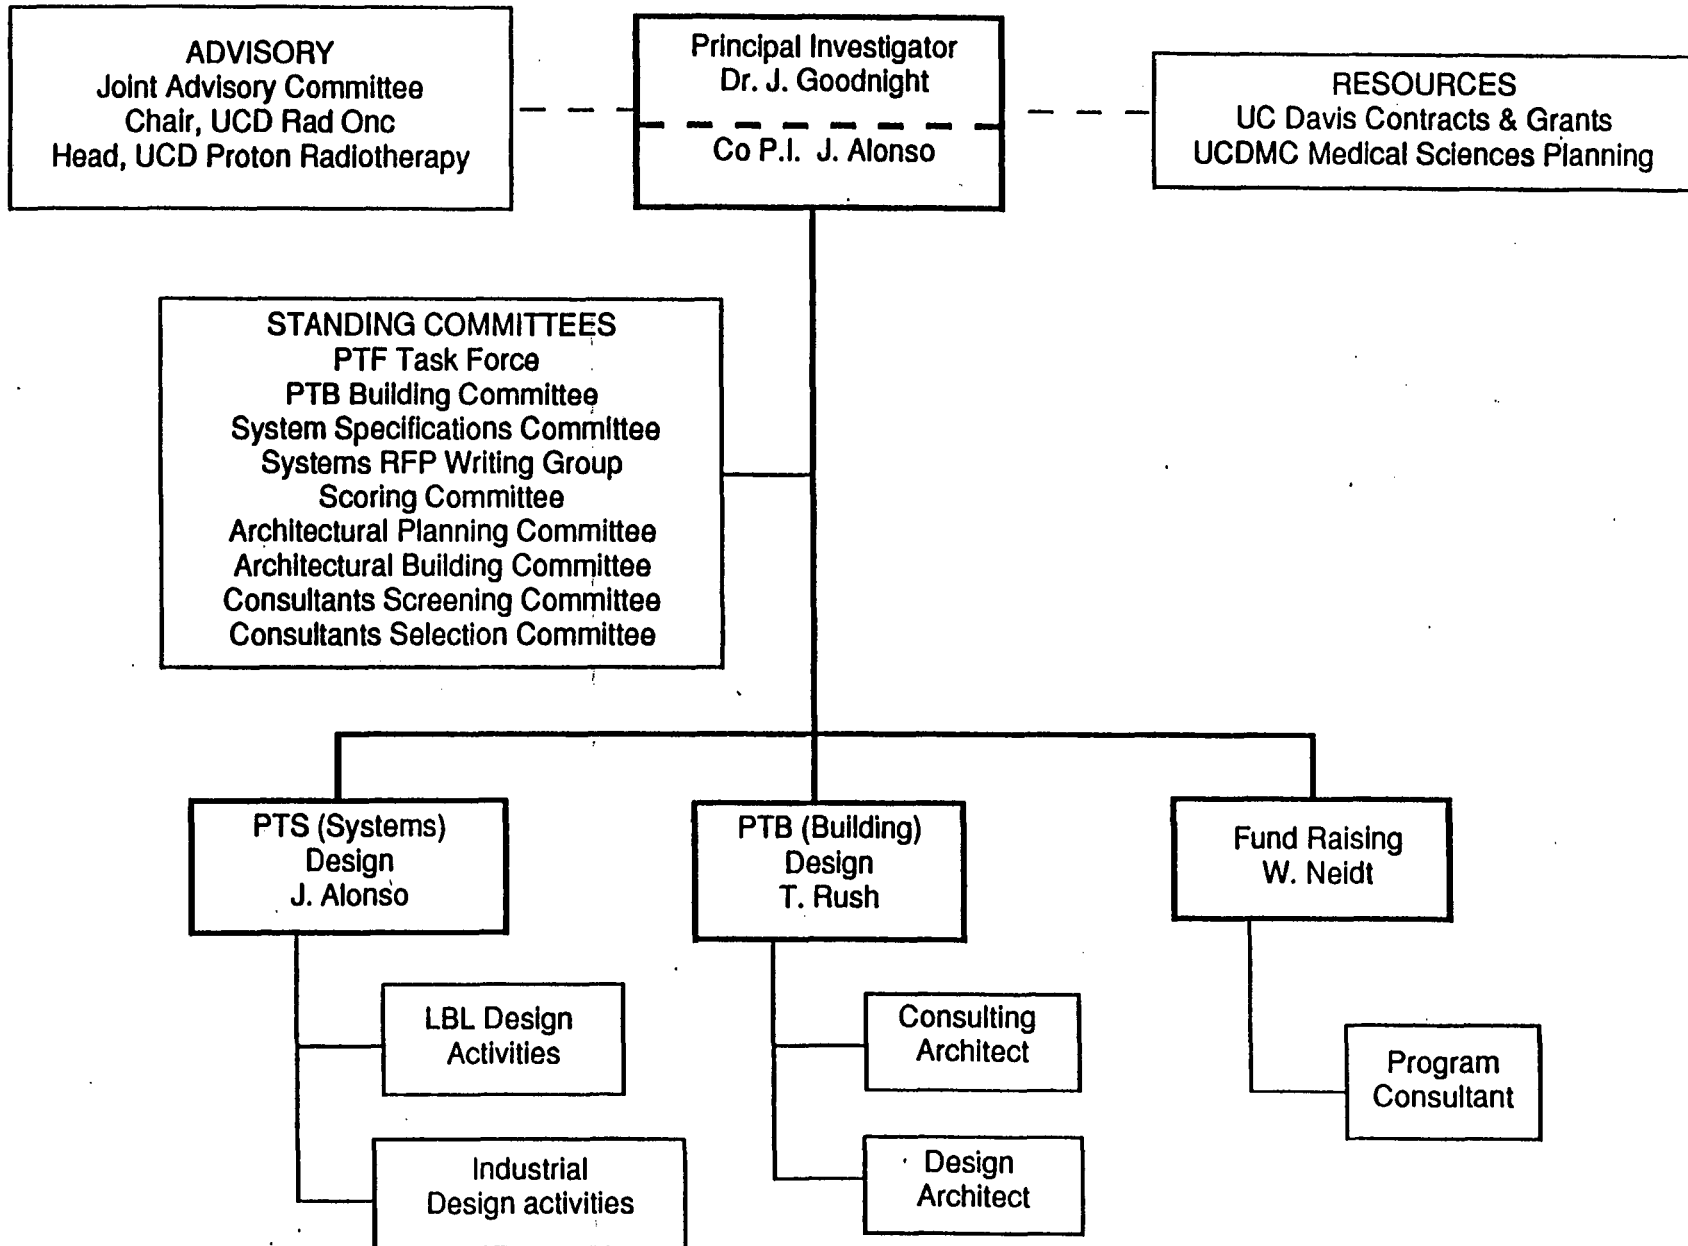 ADVISORY
Joint Advisory Committee
Chair, UCD Rad Onc
Head, UCD Proton Radiotherapy
Principal Investigator
Dr. J. Goodnight
Co P.I. J. Alonso
RESOURCES
UC Davis Contracts & Grants
UCDMC Medical Sciences Planning
STANDING COMMITTEES
PTF Task Force
PTB Building Committee
System Specifications Committee
Systems RFP Writing Group
Scoring Committee
Architectural Planning Committee
Architectural Building Committee
Consultants Screening Committee
Consultants Selection Committee
PTS (Systems)
Design
J. Alonso
PTB (Building)
Design
T. Rush
Fund Raising
W. Neidt
LBL Design
Activities
Consulting
Architect
Program
Consultant
Industrial
Design activities
Design
Architect